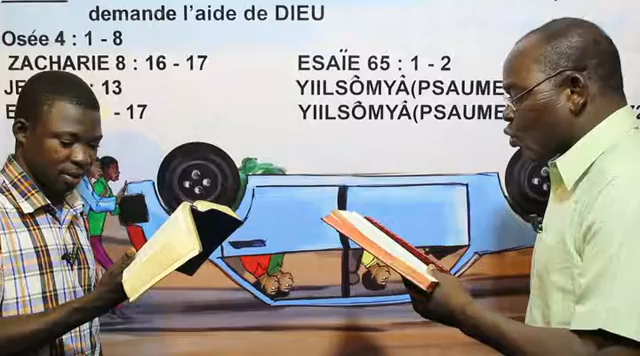 demande l'aide de DIEU
Osée 4 : 1 - 8
ZACHARIE 8 : 16 - 17
ESAÏE 65 : 1 - 2
: 13
YIILSÔMYÂ(PSAUME
- 17
YIILSÔMYÂ(PSAUME